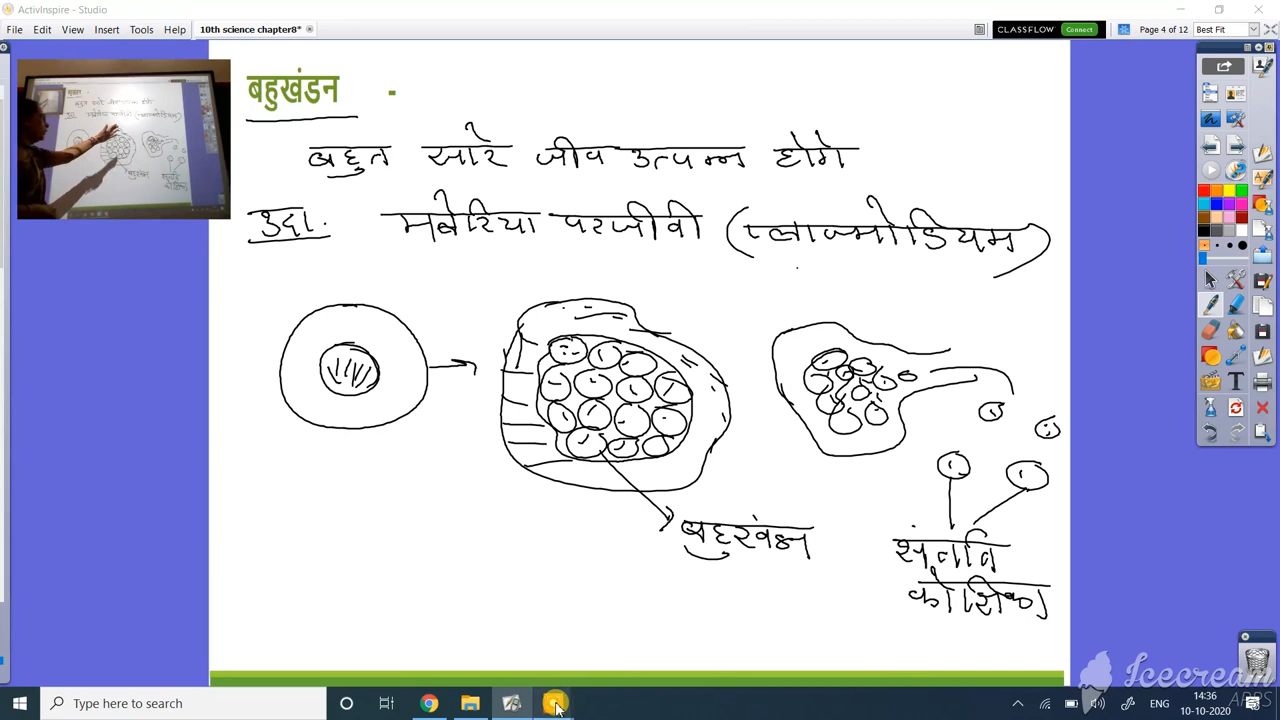 ActivInspire - Studio
File Edit View Insert Tools Help
10th science chapter8*
CLASSFLOW Connect
Page 4 of 12
Best Fit
बहुखंडन -
बहुत सारे जीव उत्पन्न होगे
उदा.
मलेरिया परजीवी (प्लाज्मोडियम)
बहुखंडन
संतति
कोशिका
Icecream
APPS
Type here to search
ENG
14:36
10-10-2020